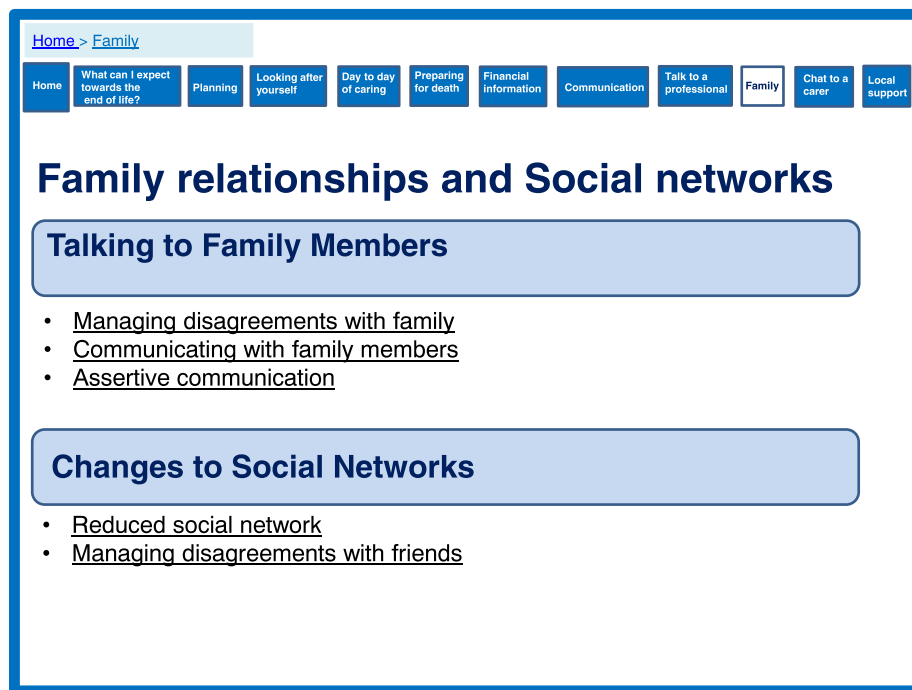 Home > Family
Home
What can I expect
towards the
end of life?
Planning
Looking after
yourself
Day to day
of caring
Preparing
for death
Financial
information
Communication
Talk to a
professional
Family
Chat to a
carer
Local
support
Family relationships and Social networks
Talking to Family Members
• Managing disagreements with family
• Communicating with family members
• Assertive communication
Changes to Social Networks
• Reduced social network
• Managing disagreements with friends